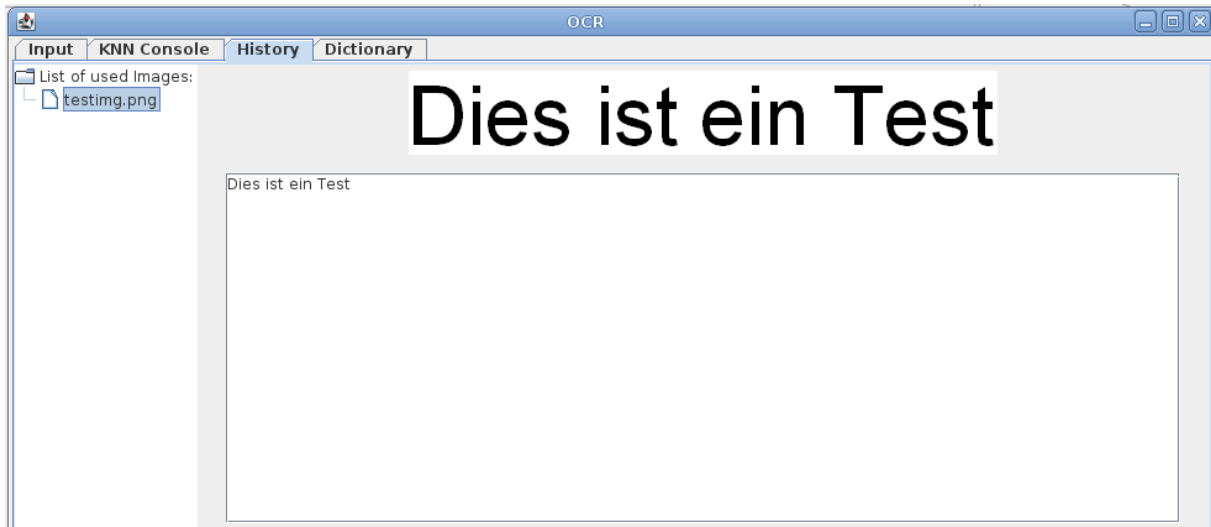 OCR
Input KNN Console History Dictionary
List of used Images:
testimg.png
Dies ist ein Test
Dies ist ein Test